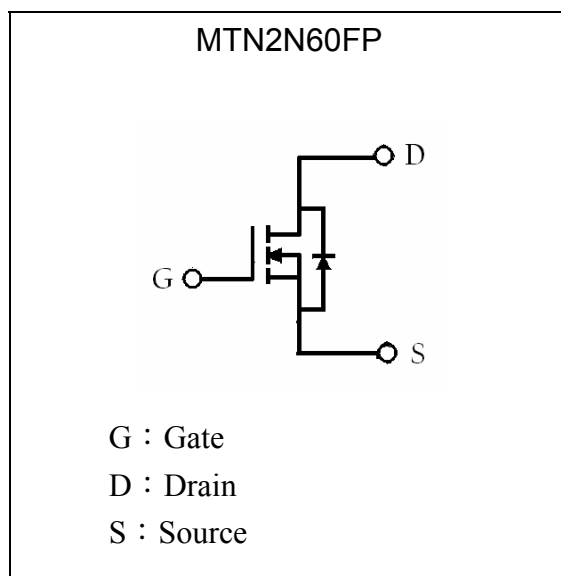 MTN2N60FP
D
G
S
G：Gate
D：Drain
S：Source